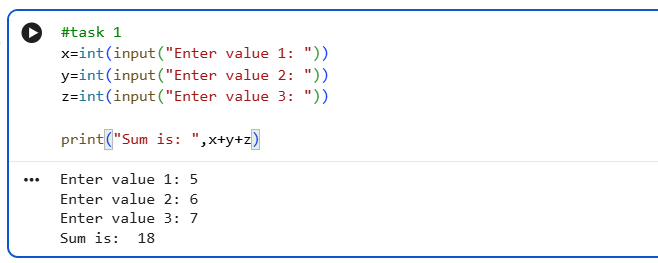 #task 1
x=int(input("Enter value 1: "))
y=int(input("Enter value 2: "))
z=int(input("Enter value 3: "))
print("Sum is: ",x+y+z)
Enter value 1: 5
Enter value 2: 6
Enter value 3: 7
Sum is:  18